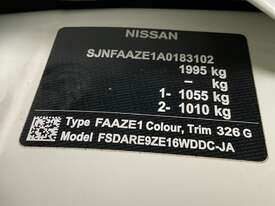 NISSAN
SJNFAAZE1A0183102
1995 kg
– kg
1- 1055 kg
2- 1010 kg
Type FAAZE1 Colour, Trim 326 G
Model FSDARE9ZE16WDDC-JA